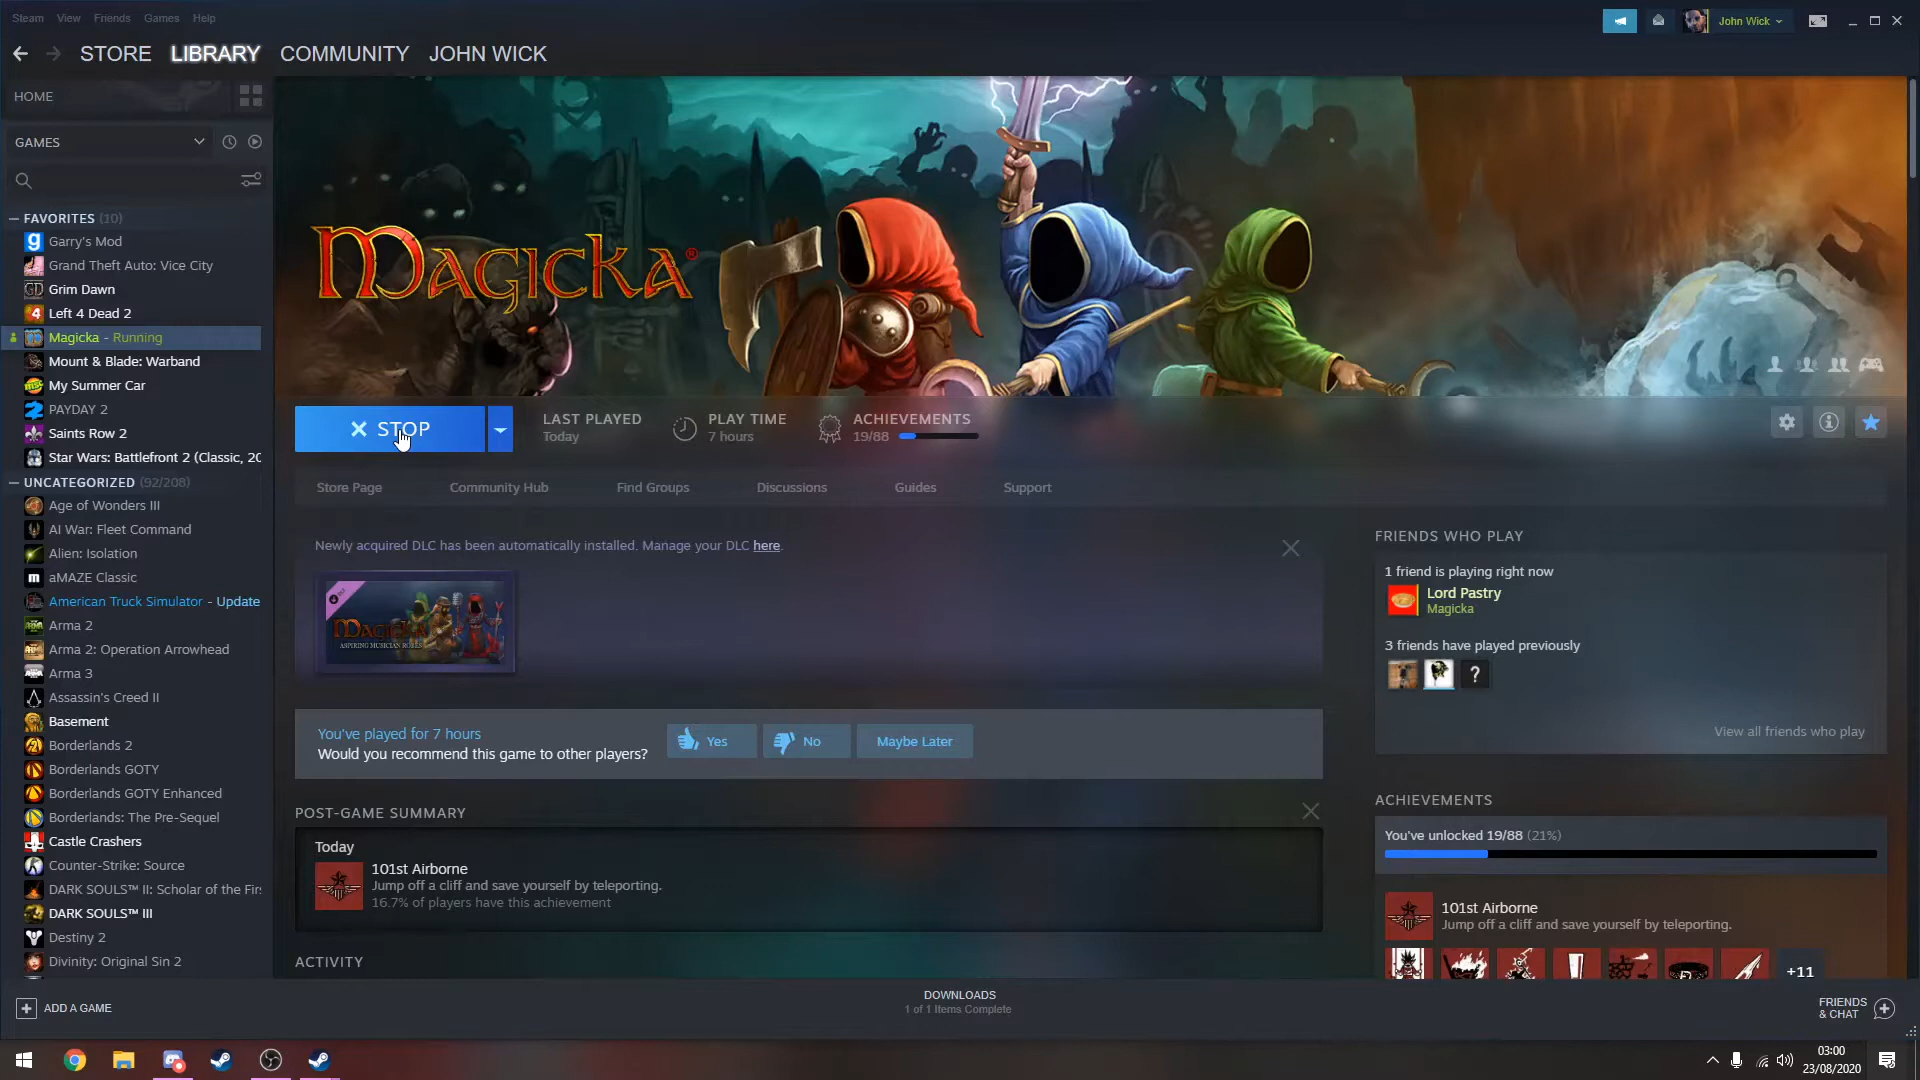 Steam View Friends Games Help
John Wick
STORE LIBRARY COMMUNITY JOHN WICK
HOME
GAMES
FAVORITES (10)
Garry's Mod
Grand Theft Auto: Vice City
Grim Dawn
Left 4 Dead 2
Magicka - Running
Mount & Blade: Warband
My Summer Car
PAYDAY 2
Saints Row 2
Star Wars: Battlefront 2 (Classic, 20
UNCATEGORIZED (92/208)
Age of Wonders III
AI War: Fleet Command
Alien: Isolation
aMAZE Classic
American Truck Simulator - Update
Arma 2
Arma 2: Operation Arrowhead
Arma 3
Assassin's Creed II
Basement
Borderlands 2
Borderlands GOTY
Borderlands GOTY Enhanced
Borderlands: The Pre-Sequel
Castle Crashers
Counter-Strike: Source
DARK SOULS™ II: Scholar of the Firs
DARK SOULS™ III
Destiny 2
Divinity: Original Sin 2
ADD A GAME
MAGICKA®
STOP
LAST PLAYED
Today
PLAY TIME
7 hours
ACHIEVEMENTS
19/88
Store Page Community Hub Find Groups Discussions Guides Support
Newly acquired DLC has been automatically installed. Manage your DLC here.
DLC
MAGICKA
ASPIRING MUSICIAN ROBES
You've played for 7 hours
Would you recommend this game to other players?
Yes
No
Maybe Later
POST-GAME SUMMARY
Today
101st Airborne
Jump off a cliff and save yourself by teleporting.
16.7% of players have this achievement
ACTIVITY
FRIENDS WHO PLAY
1 friend is playing right now
Lord Pastry
Magicka
3 friends have played previously
?
View all friends who play
ACHIEVEMENTS
You've unlocked 19/88 (21%)
101st Airborne
Jump off a cliff and save yourself by teleporting.
+11
DOWNLOADS
1 of 1 Items Complete
FRIENDS
& CHAT
03:00
23/08/2020